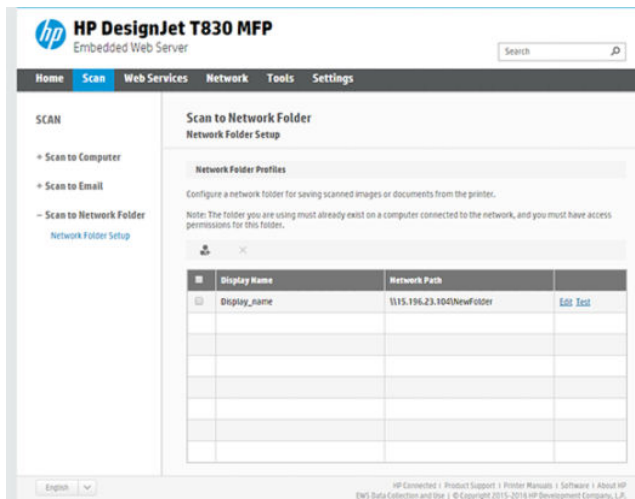 hp
HP DesignJet T830 MFP
Embedded Web Server
Search
Home Scan Web Services Network Tools Settings
SCAN
+ Scan to Computer
+ Scan to Email
– Scan to Network Folder
Network Folder Setup
Scan to Network Folder
Network Folder Setup
Network Folder Profiles
Configure a network folder for saving scanned images or documents from the printer.
Note: The folder you are using must already exist on a computer connected to the network, and you must have access
permissions for this folder.
Display Name Network Path
Display_name \\15.196.23.104\NewFolder Edit Test
English
HP Connected | Product Support | Printer Manuals | Software | About HP
EWS Data Collection and Use | © Copyright 2015-2016 HP Development Company, L.P.